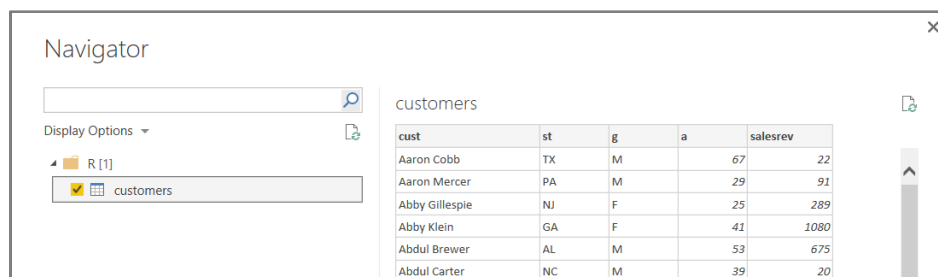 Navigator
customers
Display Options
cust st g a salesrev
R [1]
Aaron Cobb TX M 67 22
customers
Aaron Mercer PA M 29 91
Abby Gillespie NJ F 25 289
Abby Klein GA F 41 1080
Abdul Brewer AL M 53 675
Abdul Carter NC M 39 20